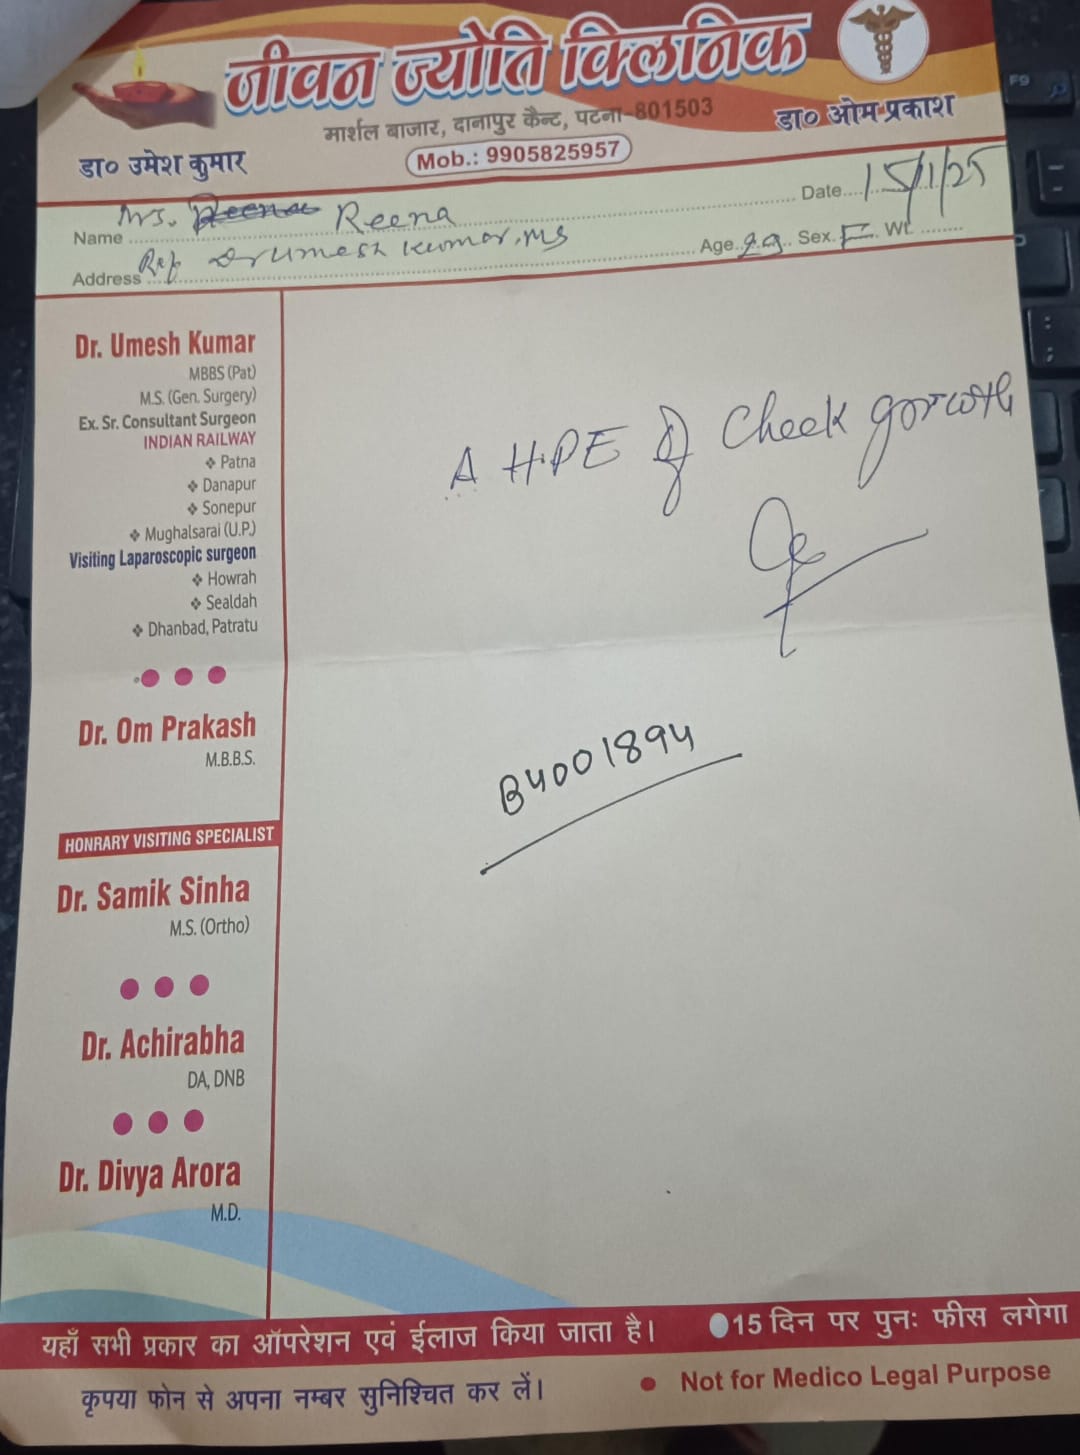 जीवन ज्योति क्लिनिक
मार्शल बाजार, दानापुर कैन्ट, पटना-801503
डा० उमेश कुमार
Mob.: 9905825957
डा० ओम प्रकाश
Name Mrs. Reena Reena Date 15/1/25
Address Ref Dr Umesh Kumar, MS Age 29 Sex F Wt.
Dr. Umesh Kumar
MBBS (Pat)
M.S. (Gen. Surgery)
Ex. Sr. Consultant Surgeon
INDIAN RAILWAY
❖ Patna
❖ Danapur
❖ Sonepur
❖ Mughalsarai (U.P.)
Visiting Laparoscopic surgeon
❖ Howrah
❖ Sealdah
❖ Dhanbad, Patratu
Dr. Om Prakash
M.B.B.S.
HONRARY VISITING SPECIALIST
Dr. Samik Sinha
M.S. (Ortho)
Dr. Achirabha
DA, DNB
Dr. Divya Arora
M.D.
A H.P.E of Cheek gorwth
B4001894
यहाँ सभी प्रकार का ऑपरेशन एवं ईलाज किया जाता है। 15 दिन पर पुनः फीस लगेगा
कृपया फोन से अपना नम्बर सुनिश्चित कर लें। • Not for Medico Legal Purpose
F9